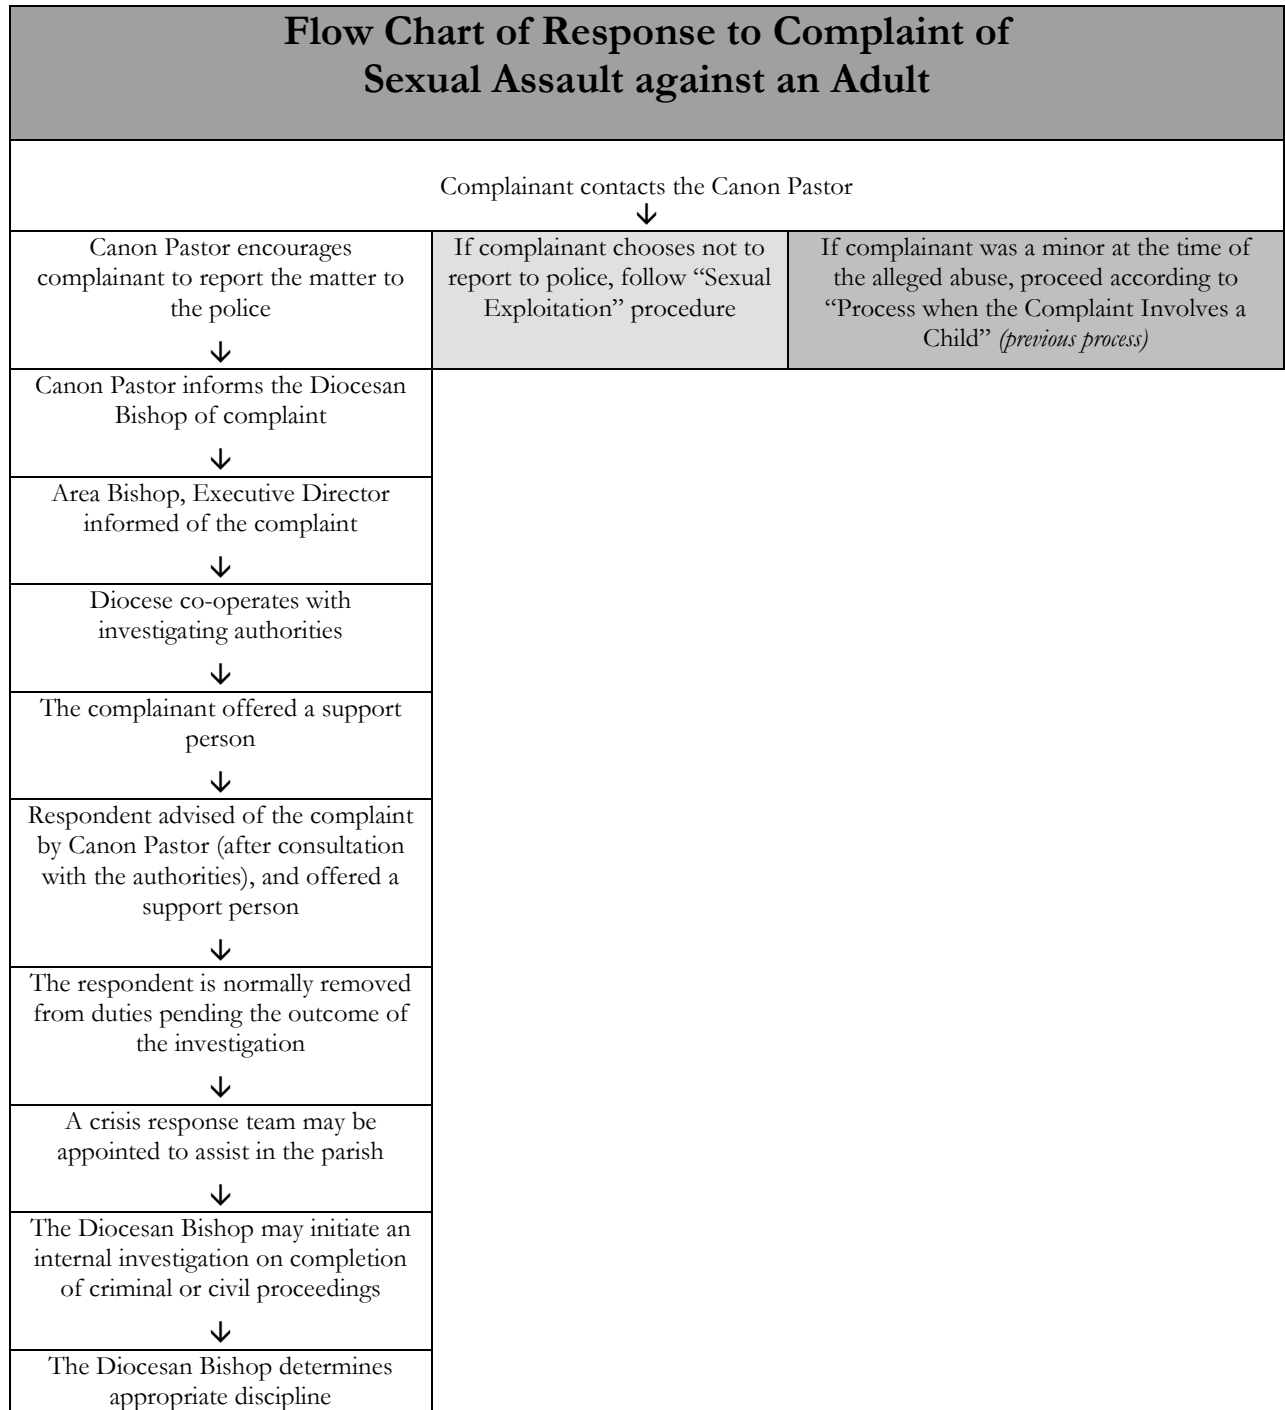 Flow Chart of Response to Complaint of
Sexual Assault against an Adult
Complainant contacts the Canon Pastor
↓
Canon Pastor encourages
complainant to report the matter to
the police
↓
If complainant chooses not to
report to police, follow “Sexual
Exploitation” procedure
If complainant was a minor at the time of
the alleged abuse, proceed according to
“Process when the Complaint Involves a
Child” (previous process)
Canon Pastor informs the Diocesan
Bishop of complaint
↓
Area Bishop, Executive Director
informed of the complaint
↓
Diocese co-operates with
investigating authorities
↓
The complainant offered a support
person
↓
Respondent advised of the complaint
by Canon Pastor (after consultation
with the authorities), and offered a
support person
↓
The respondent is normally removed
from duties pending the outcome of
the investigation
↓
A crisis response team may be
appointed to assist in the parish
↓
The Diocesan Bishop may initiate an
internal investigation on completion
of criminal or civil proceedings
↓
The Diocesan Bishop determines
appropriate discipline